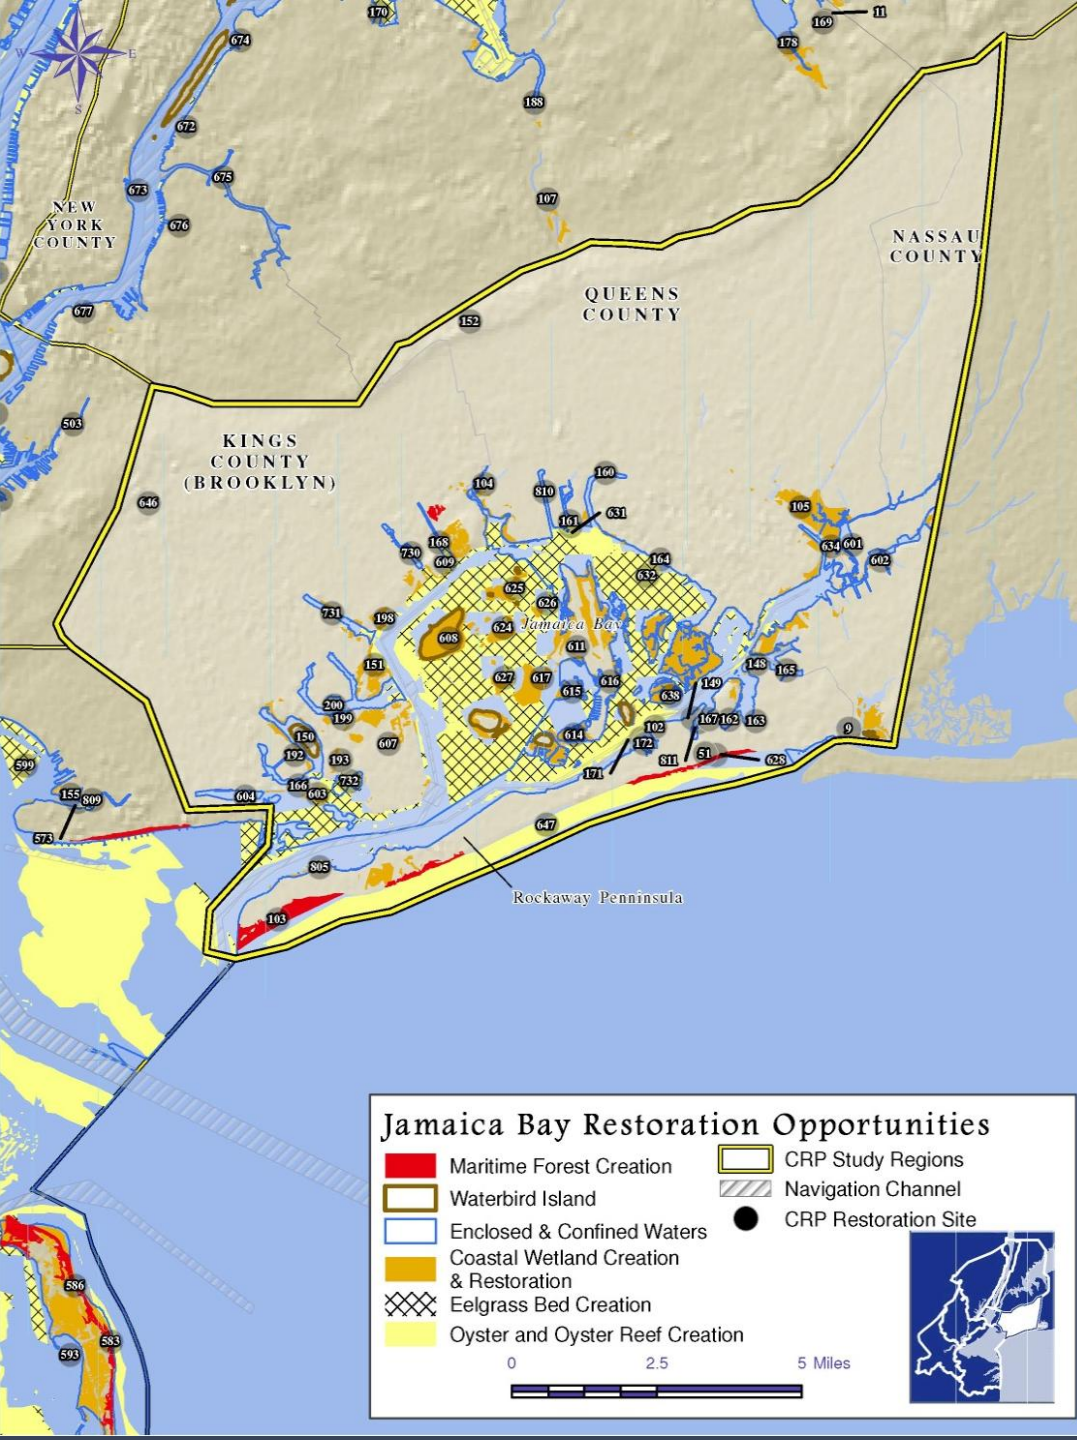 170
11
169
674
178
W
E
S
188
672
673
675
107
NEW
YORK
COUNTY
676
NASSAU
COUNTY
QUEENS
COUNTY
677
152
503
KINGS
COUNTY
(BROOKLYN)
646
104
810
160
105
161
631
168
730
609
634
601
602
164
632
625
626
731
198
624
Jamaica Bay
608
611
151
148
165
627
617
616
615
149
638
200
199
167
162
163
150
607
614
102
172
9
192
193
811
51
628
599
171
166
603
732
604
155
809
573
647
805
Rockaway Penninsula
103
586
583
593
Jamaica Bay Restoration Opportunities
Maritime Forest Creation
Waterbird Island
Enclosed & Confined Waters
Coastal Wetland Creation
& Restoration
Eelgrass Bed Creation
Oyster and Oyster Reef Creation
CRP Study Regions
Navigation Channel
CRP Restoration Site
0
2.5
5 Miles